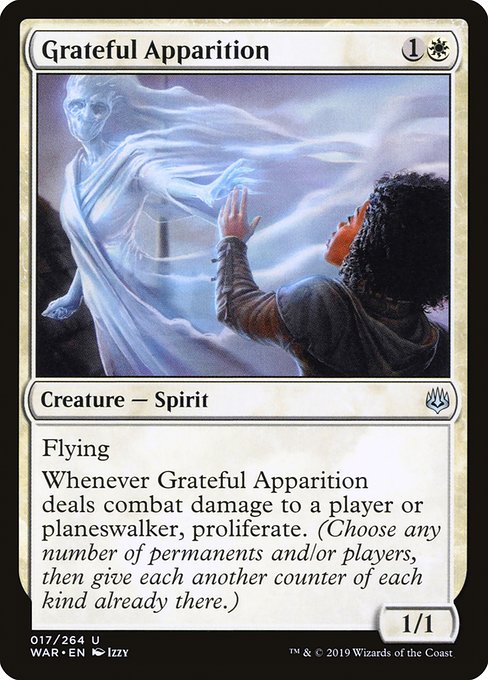 Grateful Apparition 1
Creature — Spirit
Flying
Whenever Grateful Apparition
deals combat damage to a player or
planeswalker, proliferate. (Choose any
number of permanents and/or players,
then give each another counter of each
kind already there.)
1/1
017/264 U
WAR • EN Izzy
™ & © 2019 Wizards of the Coast